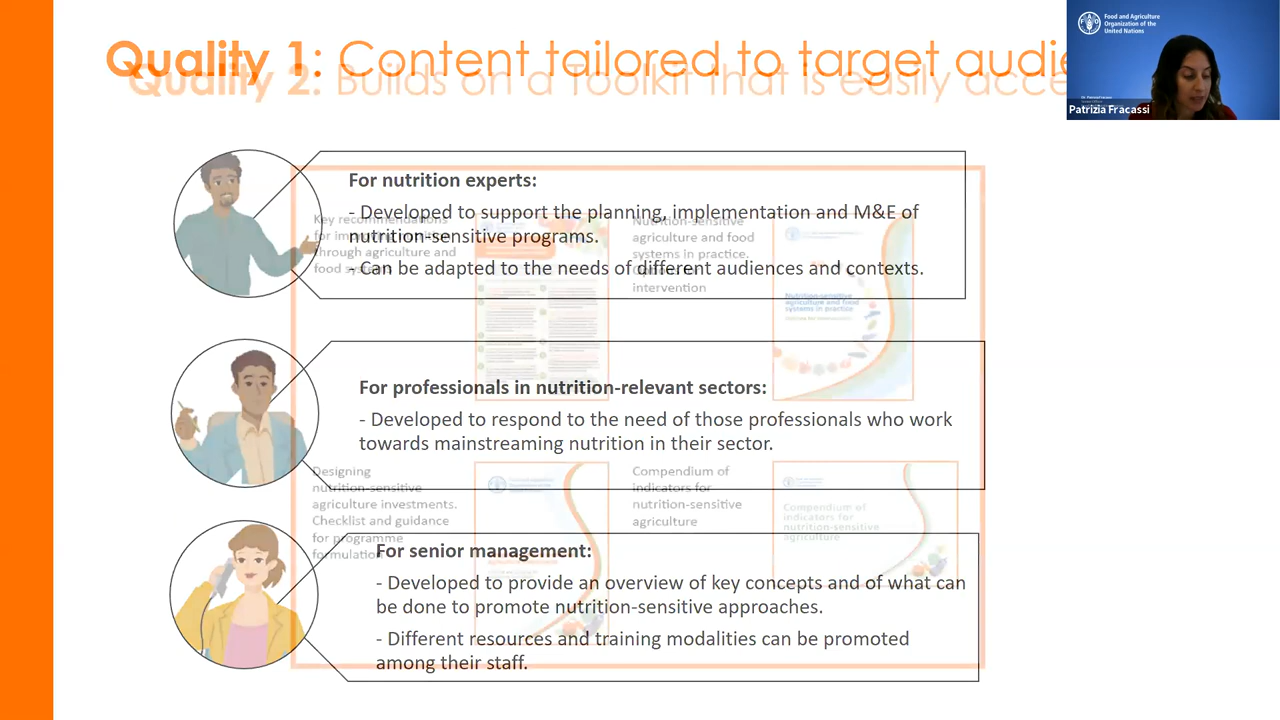 Quality 1: Content tailored to target
Quality 2: Builds on a Toolkit that is easily
Food and Agriculture
Organization of the
United Nations
Patrizia Fracassi
For nutrition experts:
- Developed to support the planning, implementation and M&E of
nutrition-sensitive programs.
- Can be adapted to the needs of different audiences and contexts.
Key recommendations
for improving nutrition
through agriculture and
food systems
Nutrition-sensitive
agriculture and food
systems in practice.
intervention
Nutrition-sensitive
agriculture and food
systems in practice
For professionals in nutrition-relevant sectors:
- Developed to respond to the need of those professionals who work
towards mainstreaming nutrition in their sector.
Designing
nutrition-sensitive
agriculture investments.
Checklist and guidance
for programme
formulation
Compendium of
indicators for
nutrition-sensitive
agriculture
Compendium of
indicators for
nutrition-sensitive
agriculture
For senior management:
- Developed to provide an overview of key concepts and of what can
be done to promote nutrition-sensitive approaches.
- Different resources and training modalities can be promoted
among their staff.